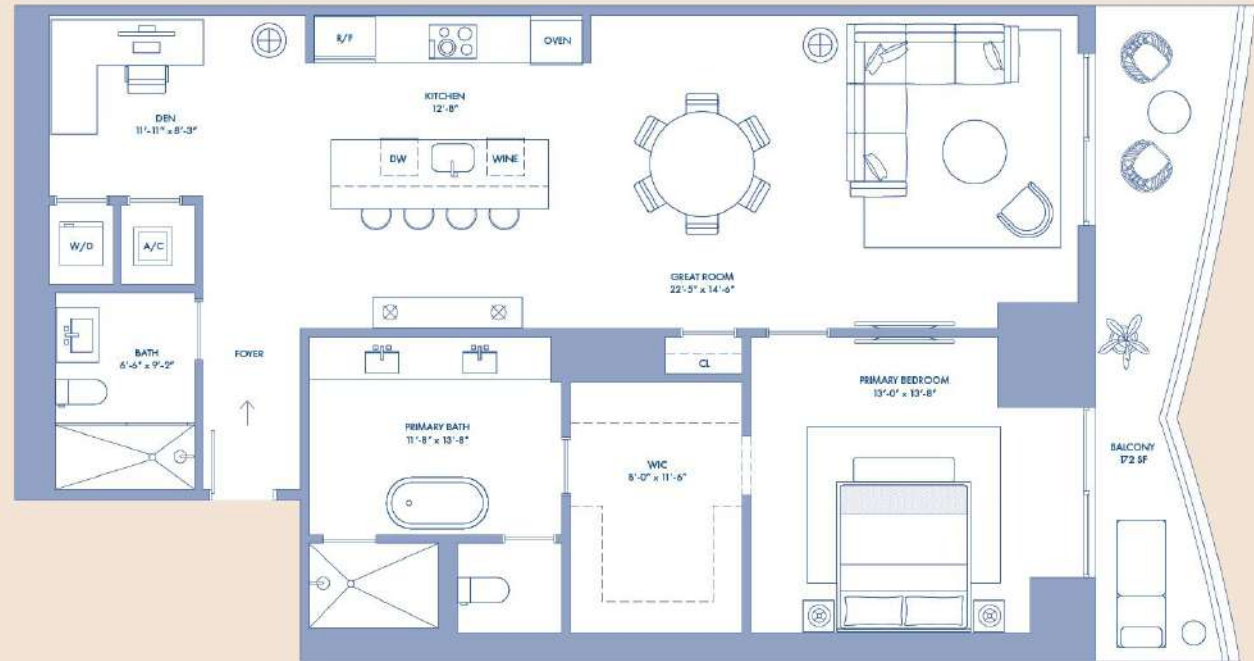 R/F
OVEN
KITCHEN
12'-8"
DEN
11'-11" x 8'-3"
DW
WINE
W/D
A/C
GREAT ROOM
22'-5" x 14'-6"
BATH
6'-6" x 9'-2"
FOYER
CL
PRIMARY BEDROOM
13'-0" x 13'-8"
PRIMARY BATH
11'-8" x 13'-8"
WIC
8'-0" x 11'-6"
BALCONY
172 SF